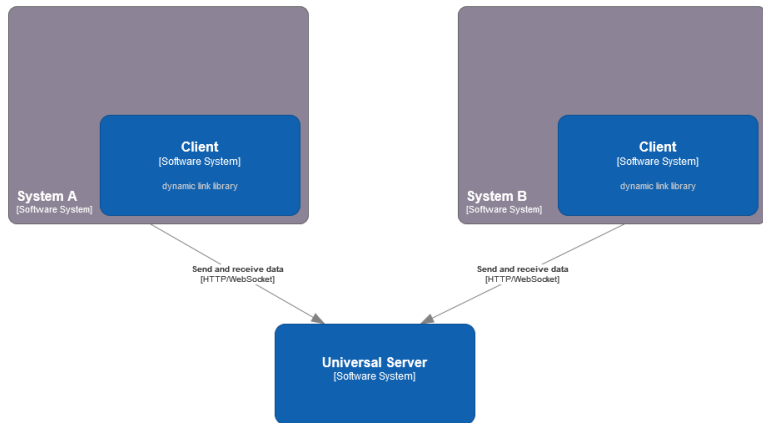 Client
[Software System]
dynamic link library
System A
[Software System]
Client
[Software System]
dynamic link library
System B
[Software System]
Send and receive data
[HTTP/WebSocket]
Send and receive data
[HTTP/WebSocket]
Universal Server
[Software System]